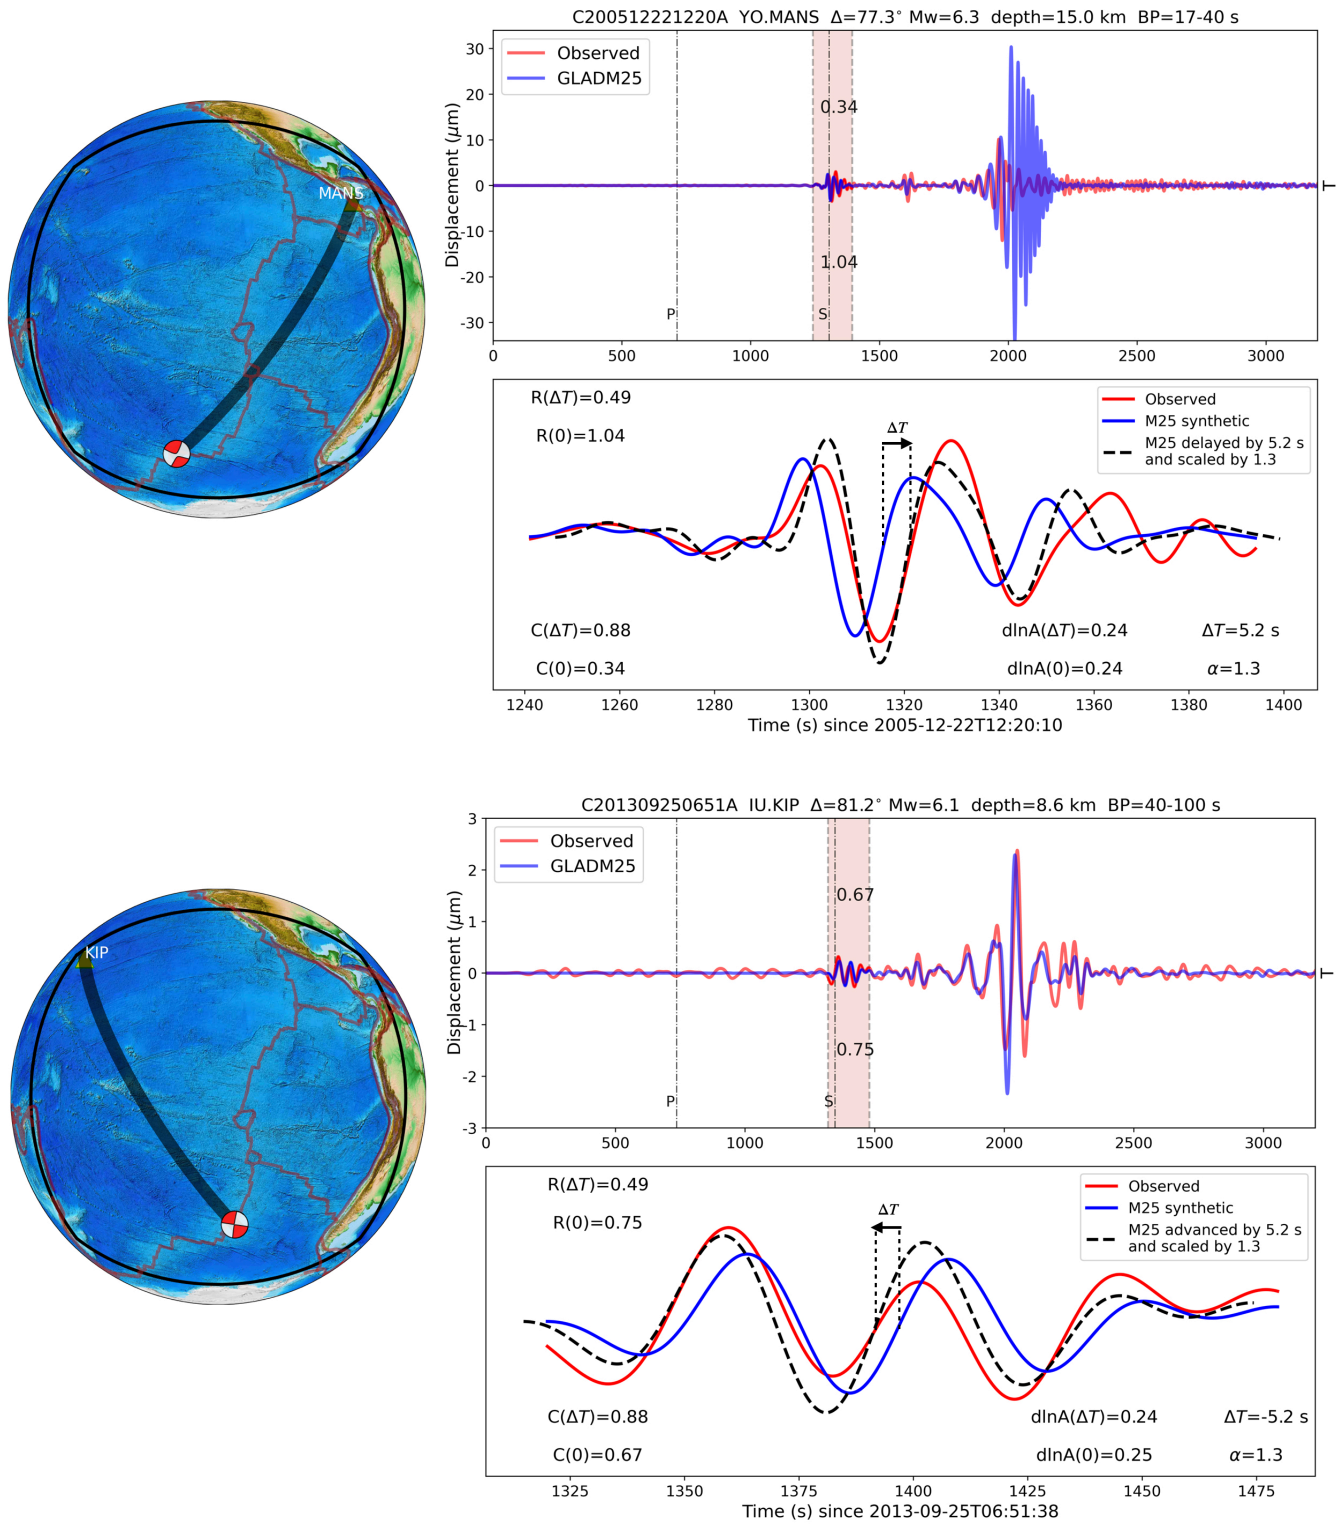 C200512221220A YO.MANS Δ=77.3° Mw=6.3 depth=15.0 km BP=17-40 s
MANS
Observed
GLADM25
Displacement (μm)
30
20
10
0
-10
-20
-30
0.34
1.04
P
S
T
0 500 1000 1500 2000 2500 3000
R(ΔT)=0.49
R(0)=1.04
ΔT
Observed
M25 synthetic
M25 delayed by 5.2 s
and scaled by 1.3
C(ΔT)=0.88
C(0)=0.34
dlnA(ΔT)=0.24
dlnA(0)=0.24
ΔT=5.2 s
α=1.3
1240 1260 1280 1300 1320 1340 1360 1380 1400
Time (s) since 2005-12-22T12:20:10
C201309250651A IU.KIP Δ=81.2° Mw=6.1 depth=8.6 km BP=40-100 s
KIP
Observed
GLADM25
Displacement (μm)
3
2
1
0
-1
-2
-3
0.67
0.75
P
S
T
0 500 1000 1500 2000 2500 3000
R(ΔT)=0.49
R(0)=0.75
ΔT
Observed
M25 synthetic
M25 advanced by 5.2 s
and scaled by 1.3
C(ΔT)=0.88
C(0)=0.67
dlnA(ΔT)=0.24
dlnA(0)=0.25
ΔT=-5.2 s
α=1.3
1325 1350 1375 1400 1425 1450 1475
Time (s) since 2013-09-25T06:51:38